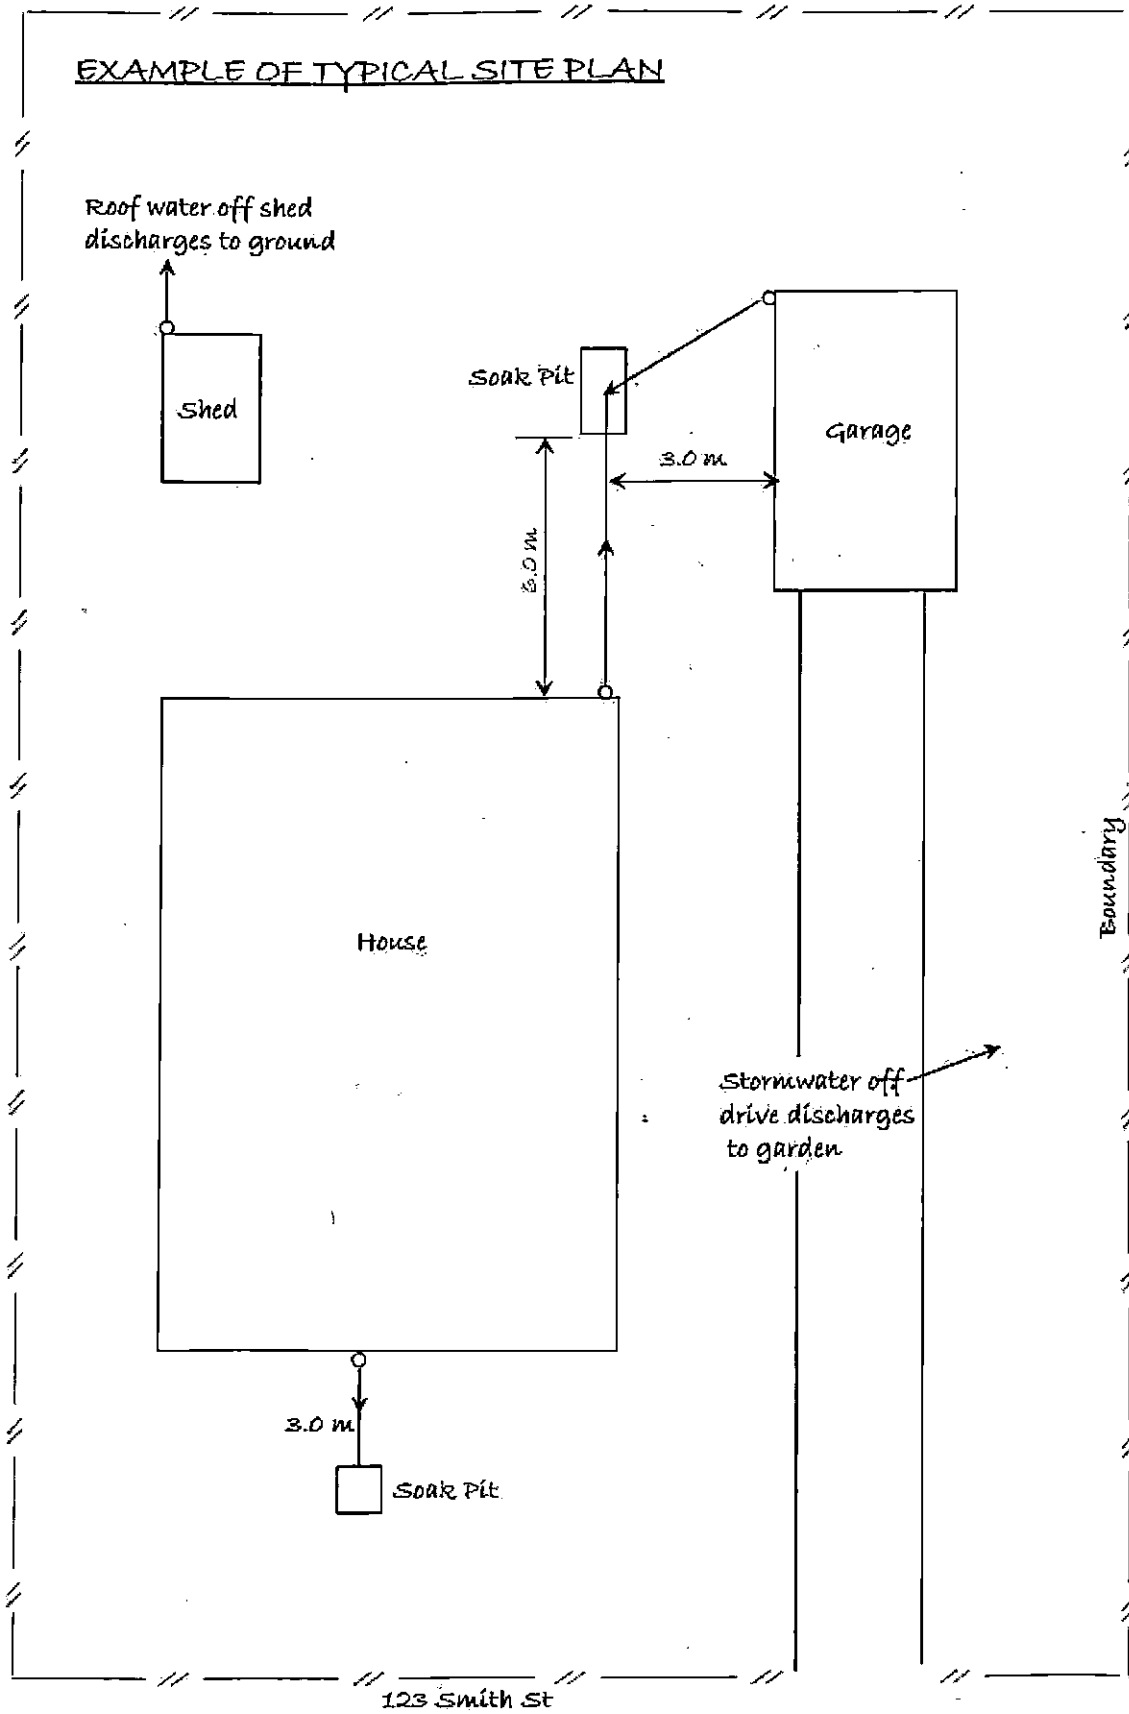 EXAMPLE OF TYPICAL SITE PLAN
Roof water off shed
discharges to ground
Shed
Soak Pit
Garage
3.0 m
3.0 m
House
Boundary
Stormwater off
drive discharges
to garden
3.0 m
Soak Pit
123 Smith St